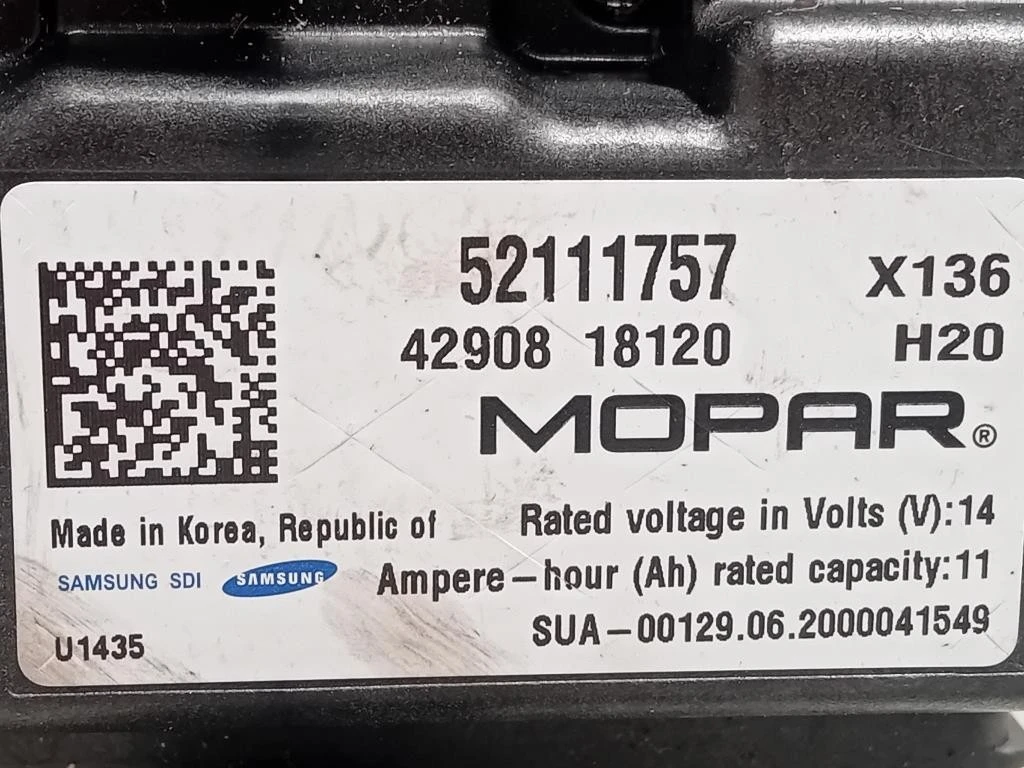 52111757 X136
42908 18120 H20
MOPAR®
Made in Korea, Republic of
Rated voltage in Volts (V):14
SAMSUNG SDI SAMSUNG
Ampere-hour (Ah) rated capacity:11
U1435
SUA-00129.06.2000041549